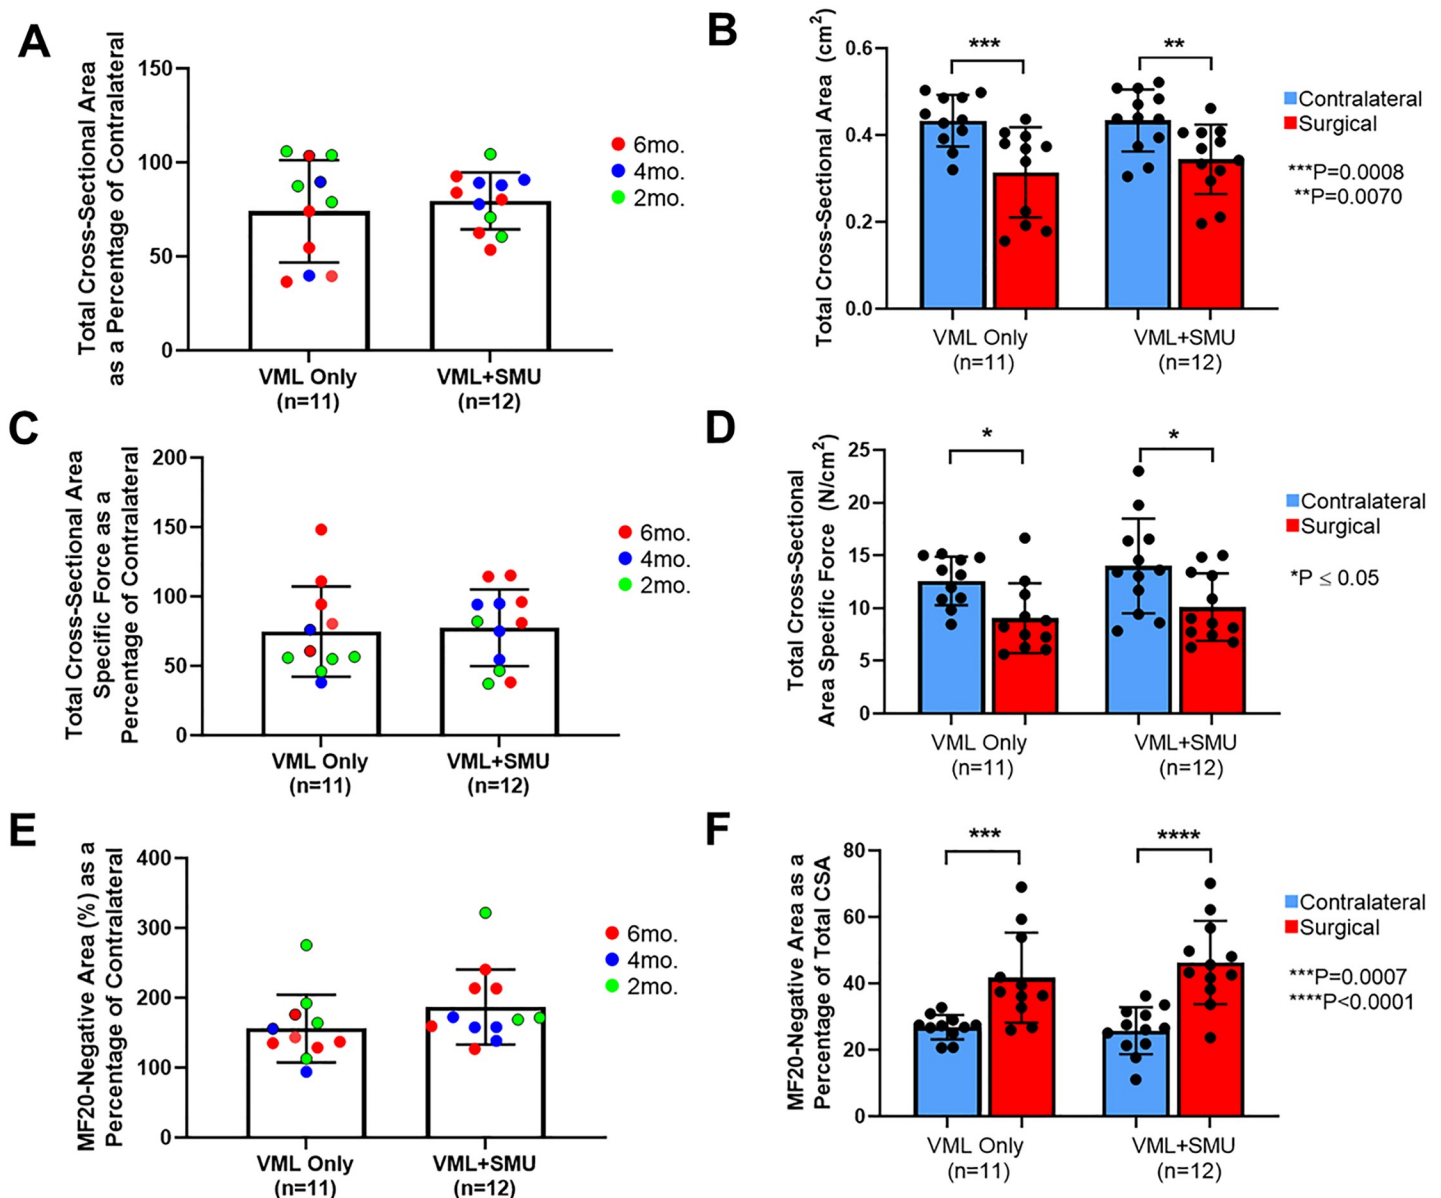 A
Total Cross-Sectional Area
as a Percentage of Contralateral
150
100
50
0
VML Only
(n=11)
VML+SMU
(n=12)
6mo.
4mo.
2mo.
B
Total Cross-Sectional Area (cm²)
0.6
0.4
0.2
0.0
***
**
VML Only
(n=11)
VML+SMU
(n=12)
Contralateral
Surgical
***P=0.0008
**P=0.0070
C
Total Cross-Sectional Area
Specific Force as a
Percentage of Contralateral
200
150
100
50
0
VML Only
(n=11)
VML+SMU
(n=12)
6mo.
4mo.
2mo.
D
Total Cross-Sectional
Area Specific Force (N/cm²)
25
20
15
10
5
0
*
*
VML Only
(n=11)
VML+SMU
(n=12)
Contralateral
Surgical
*P ≤ 0.05
E
MF20-Negative Area (%) as a
Percentage of Contralateral
400
300
200
100
0
VML Only
(n=11)
VML+SMU
(n=12)
6mo.
4mo.
2mo.
F
MF20-Negative Area as a
Percentage of Total CSA
80
60
40
20
0
***
****
VML Only
(n=11)
VML+SMU
(n=12)
Contralateral
Surgical
***P=0.0007
****P<0.0001